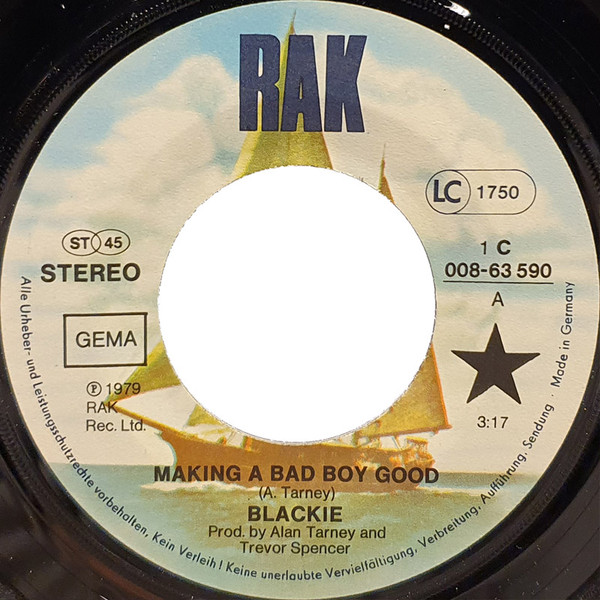 RAK
LC 1750
ST 45
STEREO
1 C
008-63 590
A
GEMA
℗ 1979
RAK
Rec. Ltd.
3:17
MAKING A BAD BOY GOOD
(A. Tarney)
BLACKIE
Prod. by Alan Tarney and
Trevor Spencer
Alle Urheber- und Leistungsschutzrechte vorbehalten, Kein Verleih! Keine unerlaubte Vervielfältigung, Verbreitung, Aufführung, Sendung · Made in Germany